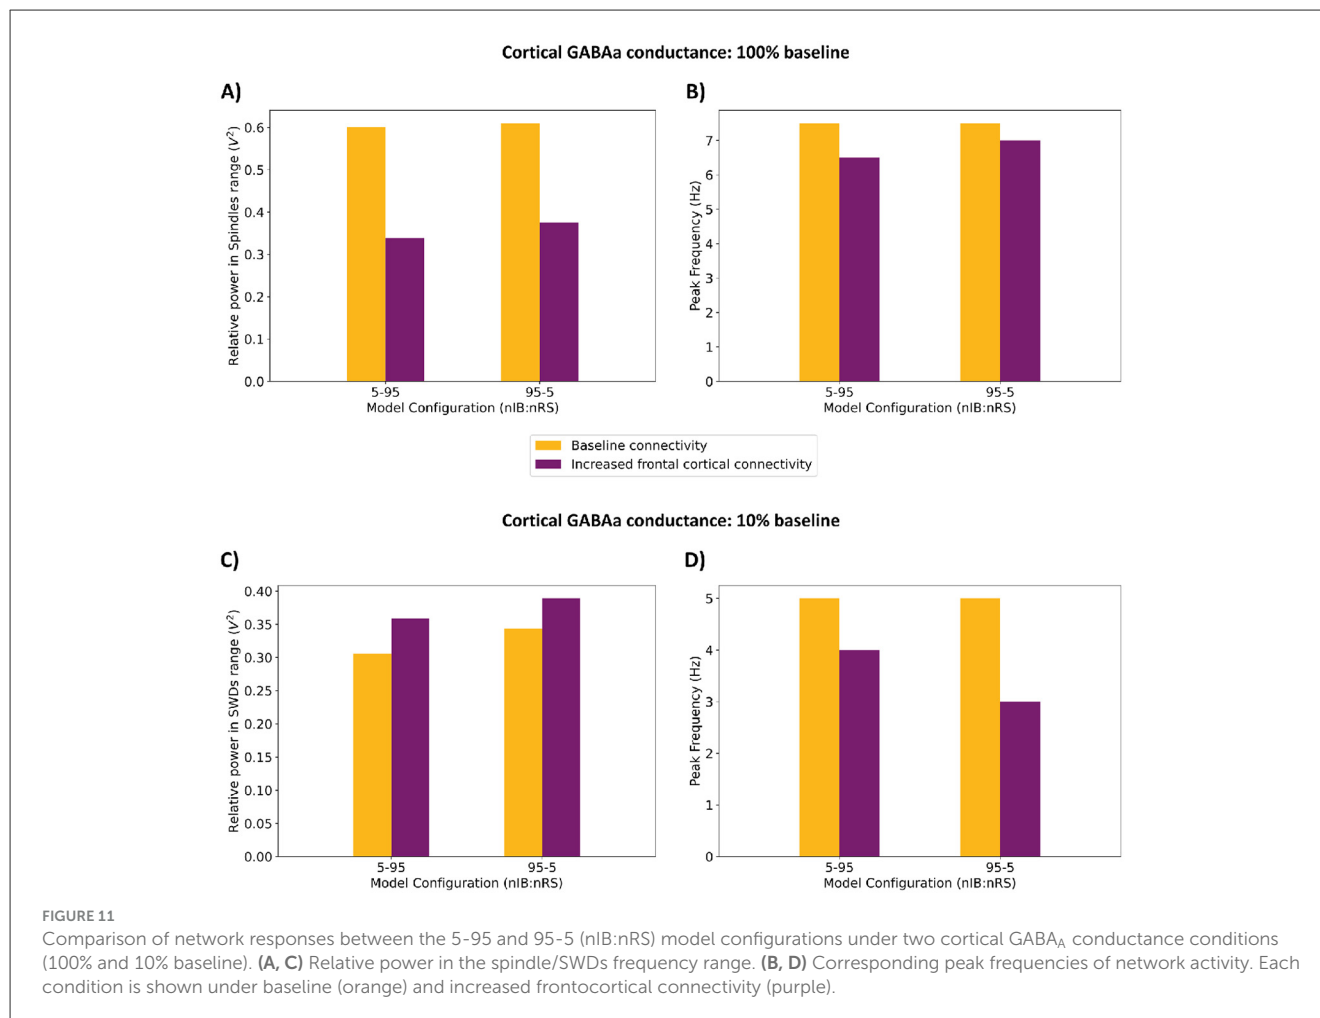 Cortical GABAa conductance: 100% baseline
A)
Relative power in Spindles range (V²)
0.6
0.5
0.4
0.3
0.2
0.1
0.0
5-95
95-5
Model Configuration (nIB:nRS)
B)
Peak Frequency (Hz)
7
6
5
4
3
2
1
0
5-95
95-5
Model Configuration (nIB:nRS)
Baseline connectivity
Increased frontal cortical connectivity
Cortical GABAa conductance: 10% baseline
C)
Relative power in SWDs range (V²)
0.40
0.35
0.30
0.25
0.20
0.15
0.10
0.05
0.00
5-95
95-5
Model Configuration (nIB:nRS)
D)
Peak Frequency (Hz)
5
4
3
2
1
0
5-95
95-5
Model Configuration (nIB:nRS)
FIGURE 11
Comparison of network responses between the 5-95 and 95-5 (nIB:nRS) model configurations under two cortical GABA_A conductance conditions
(100% and 10% baseline). (A, C) Relative power in the spindle/SWDs frequency range. (B, D) Corresponding peak frequencies of network activity. Each
condition is shown under baseline (orange) and increased frontocortical connectivity (purple).